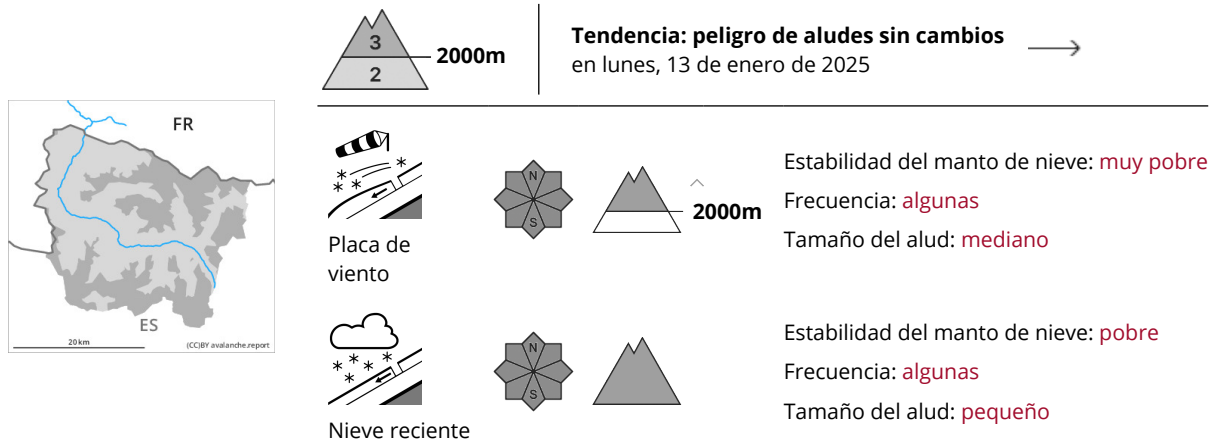 3
2000m
2
Tendencia: peligro de aludes sin cambios
en lunes, 13 de enero de 2025
FR
ES
20 km
(CC)BY avalanche.report
N
S
2000m
Placa de
viento
Estabilidad del manto de nieve: muy pobre
Frecuencia: algunas
Tamaño del alud: mediano
N
S
Nieve reciente
Estabilidad del manto de nieve: pobre
Frecuencia: algunas
Tamaño del alud: pequeño